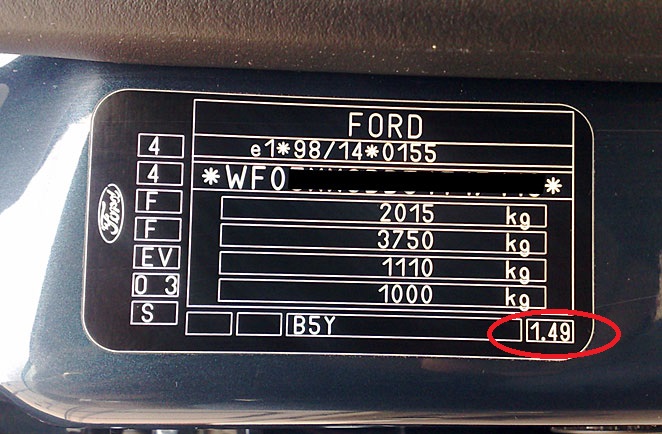 FORD
e1*98/14*0155
*WF0
*
2015 kg
3750 kg
1110 kg
1000 kg
4
4
F
F
EV
0 3
S
Ford
B5Y
1.49